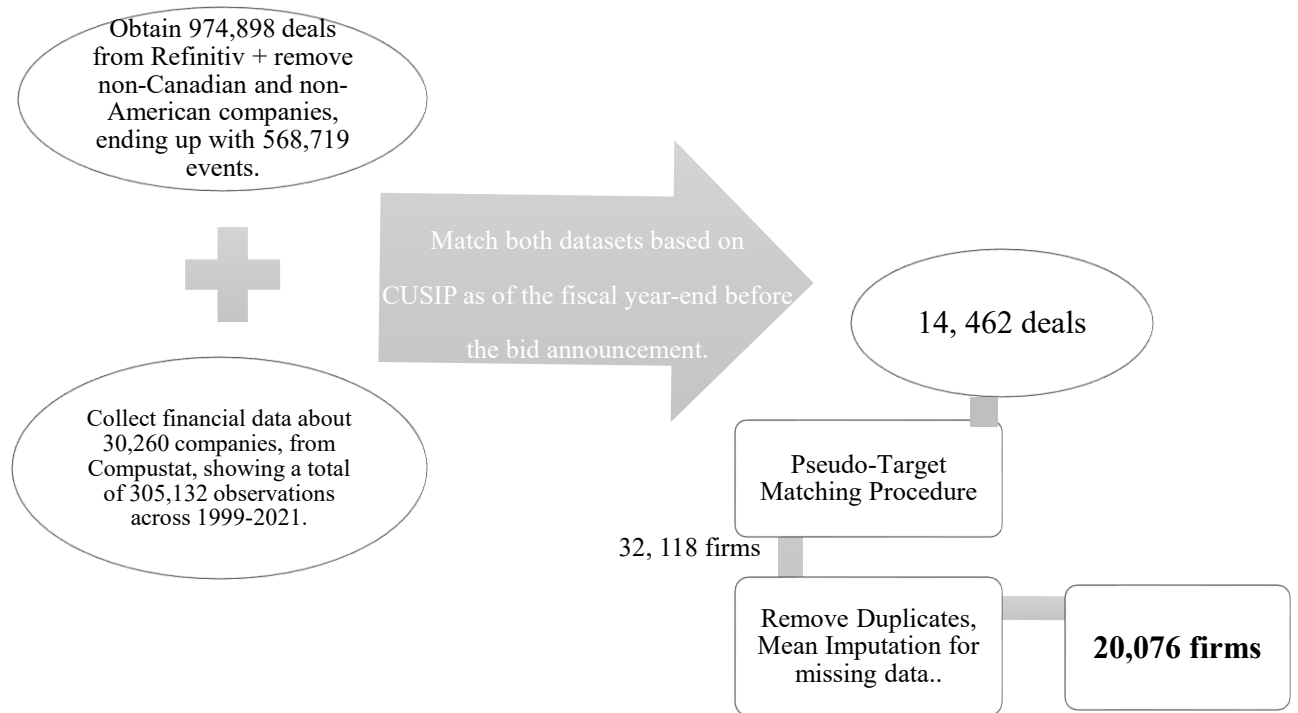 Obtain 974,898 deals
from Refinitiv + remove
non-Canadian and non-
American companies,
ending up with 568,719
events.
Collect financial data about
30,260 companies, from
Compustat, showing a total
of 305,132 observations
across 1999-2021.
Match both datasets based on
CUSIP as of the fiscal year-end before
the bid announcement.
14, 462 deals
Pseudo-Target
Matching Procedure
32, 118 firms
Remove Duplicates,
Mean Imputation for
missing data..
20,076 firms